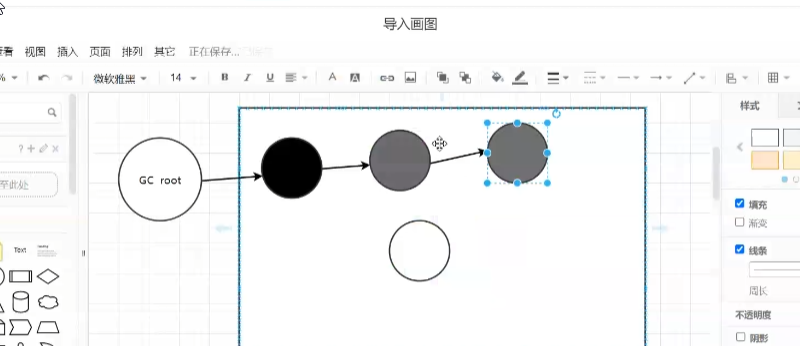 导入画图
看 视图 插入 页面 排列 其它 正在保存...
% 微软雅黑 14 B I U A A
样式
GC root
至此处
Text
填充
渐变
线条
周长
不透明度
阴影